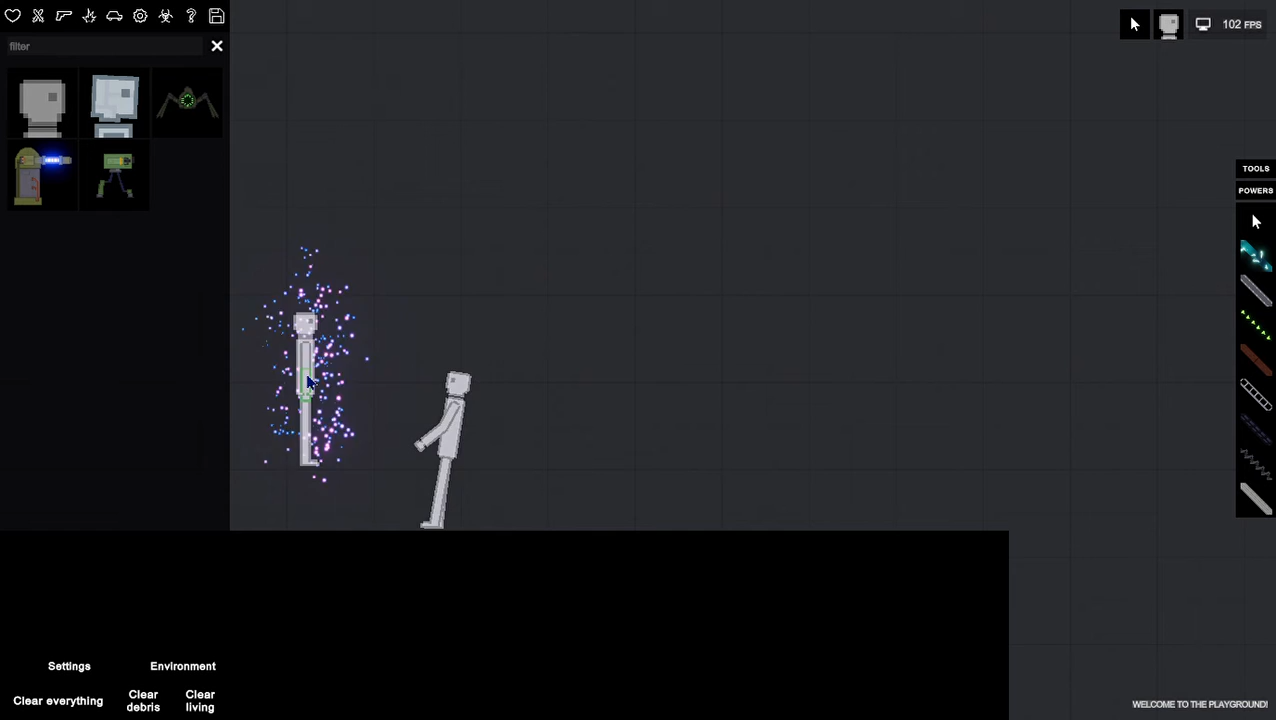 filter
102 FPS
TOOLS
POWERS
Settings
Environment
Clear everything
Clear debris
Clear living
WELCOME TO THE PLAYGROUND!